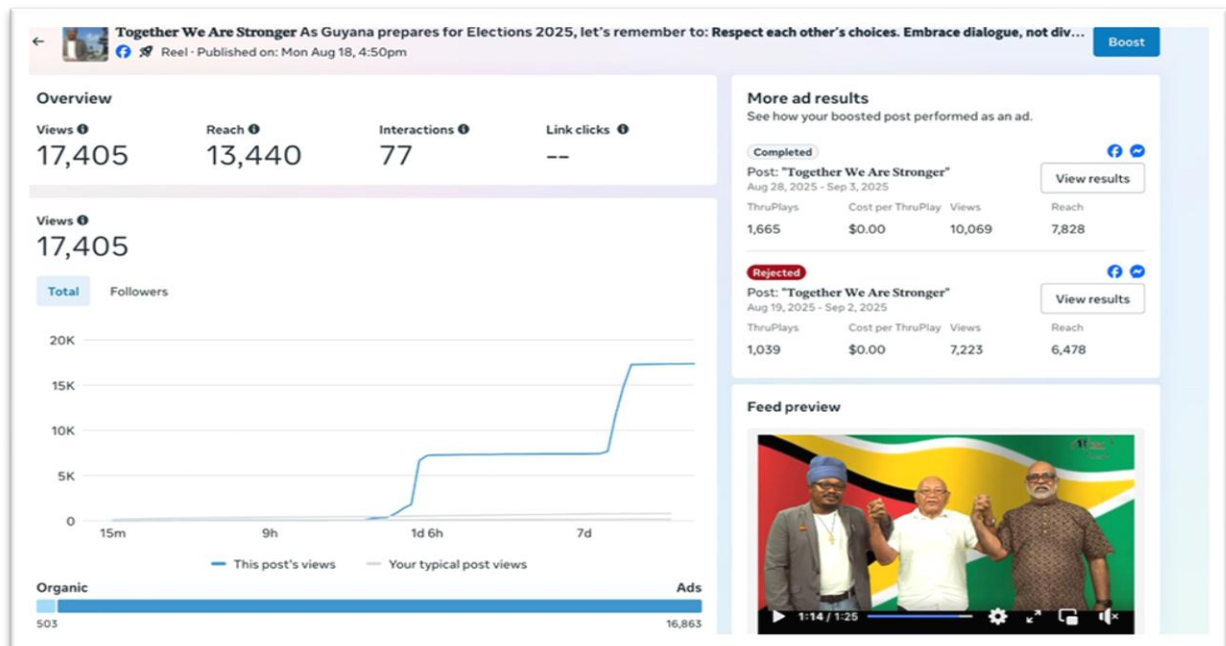 Together We Are Stronger As Guyana prepares for Elections 2025, let's remember to: Respect each other's choices. Embrace dialogue, not div...
Reel · Published on: Mon Aug 18, 4:50pm
Boost
Overview
Views
Reach
Interactions
Link clicks
17,405
13,440
77
--
Views
17,405
Total
Followers
20K
15K
10K
5K
0
15m
9h
1d 6h
7d
This post's views
Your typical post views
Organic
Ads
503
16,863
More ad results
See how your boosted post performed as an ad.
Completed
Post: "Together We Are Stronger"
View results
Aug 28, 2025 - Sep 3, 2025
ThruPlays
Cost per ThruPlay
Views
Reach
1,665
$0.00
10,069
7,828
Rejected
Post: "Together We Are Stronger"
View results
Aug 19, 2025 - Sep 2, 2025
ThruPlays
Cost per ThruPlay
Views
Reach
1,039
$0.00
7,223
6,478
Feed preview
1:14 / 1:25